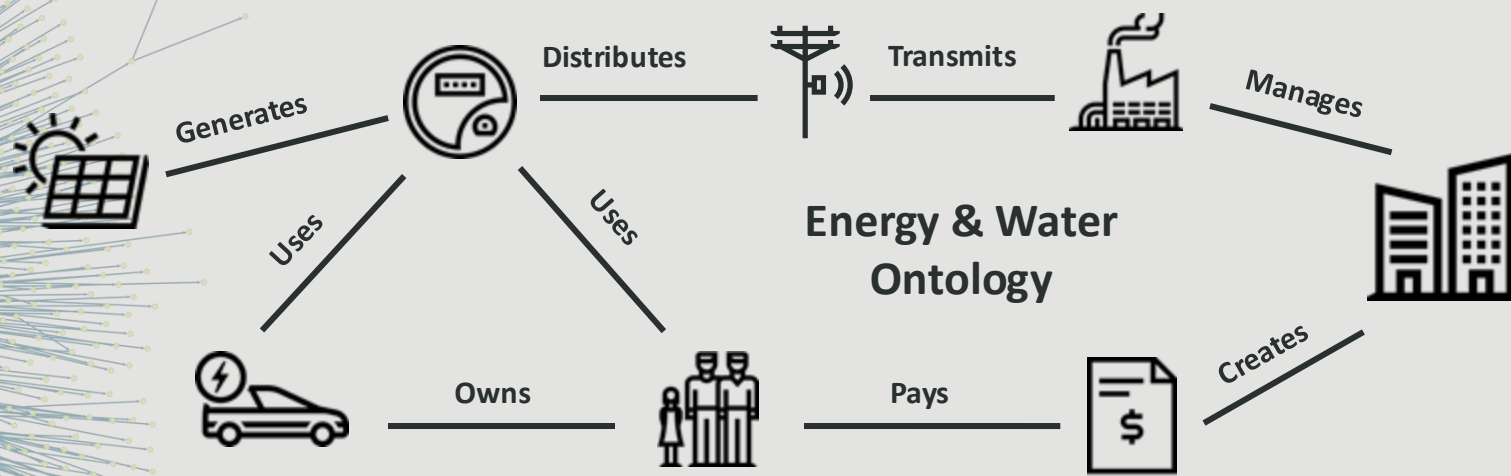 Distributes
Transmits
Manages
Generates
Uses
Uses
Energy & Water
Ontology
Owns
Pays
Creates
$